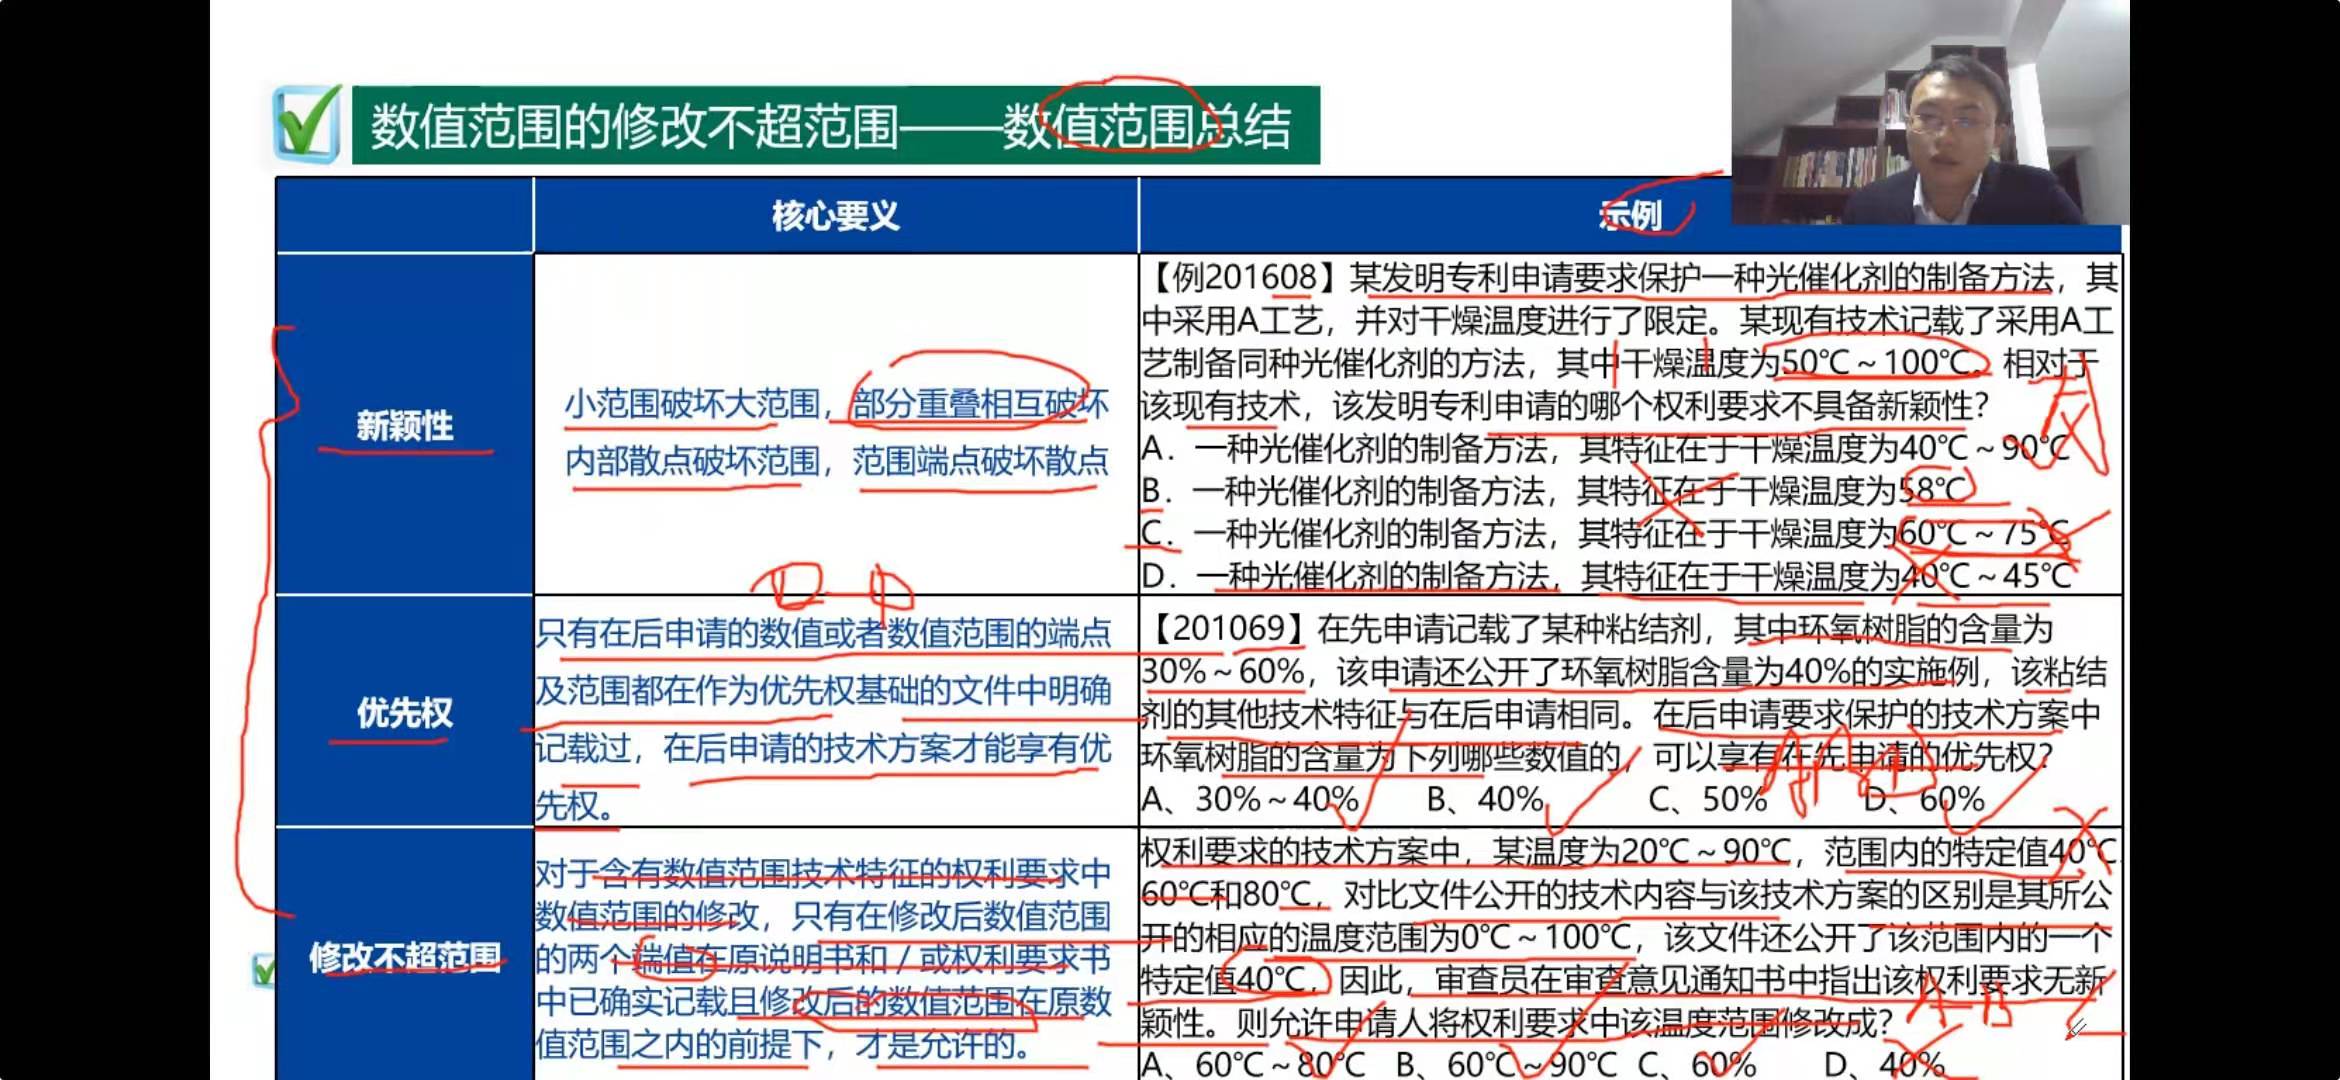 数值范围的修改不超范围——数值范围总结
核心要义
示例
新颖性
小范围破坏大范围，部分重叠相互破坏
内部散点破坏范围，范围端点破坏散点
【例201608】某发明专利申请要求保护一种光催化剂的制备方法，其
中采用A工艺，并对干燥温度进行了限定。某现有技术记载了采用A工
艺制备同种光催化剂的方法，其中干燥温度为50℃～100℃。相对于
该现有技术，该发明专利申请的哪个权利要求不具备新颖性？
A．一种光催化剂的制备方法，其特征在于干燥温度为40℃～90℃
B．一种光催化剂的制备方法，其特征在于干燥温度为58℃
C．一种光催化剂的制备方法，其特征在于干燥温度为60℃～75℃
D．一种光催化剂的制备方法，其特征在于干燥温度为40℃～45℃
优先权
只有在后申请的数值或者数值范围的端点
及范围都在作为优先权基础的文件中明确
记载过，在后申请的技术方案才能享有优
先权。
【201069】在先申请记载了某种粘结剂，其中环氧树脂的含量为
30%～60%，该申请还公开了环氧树脂含量为40%的实施例，该粘结
剂的其他技术特征与在后申请相同。在后申请要求保护的技术方案中
环氧树脂的含量为下列哪些数值的，可以享有在先申请的优先权？
A、30%～40% B、40% C、50% D、60%
修改不超范围
对于含有数值范围技术特征的权利要求中
数值范围的修改，只有在修改后数值范围
的两个端值在原说明书和／或权利要求书
中已确实记载且修改后的数值范围在原数
值范围之内的前提下，才是允许的。
权利要求的技术方案中，某温度为20℃～90℃，范围内的特定值40℃、
60℃和80℃，对比文件公开的技术内容与该技术方案的区别是其所公
开的相应的温度范围为0℃～100℃，该文件还公开了该范围内的一个
特定值40℃，因此，审查员在审查意见通知书中指出该权利要求无新
颖性。则允许申请人将权利要求中该温度范围修改成？
A、60℃～80℃ B、60℃～90℃ C、60% D、40%